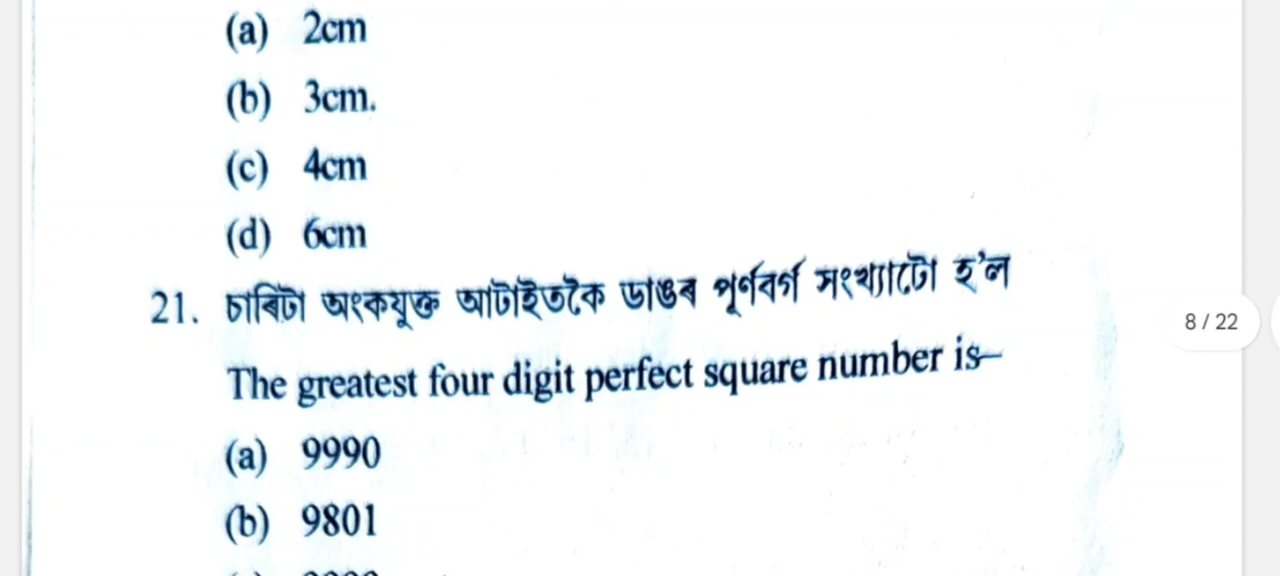 (a) 2cm
(b) 3cm.
(c) 4cm
(d) 6cm
21. চাৰিটা অংকযুক্ত আটাইতকৈ ডাঙৰ পূৰ্ণবৰ্গ সংখ্যাটো হ'ল
8 / 22
The greatest four digit perfect square number is–
(a) 9990
(b) 9801